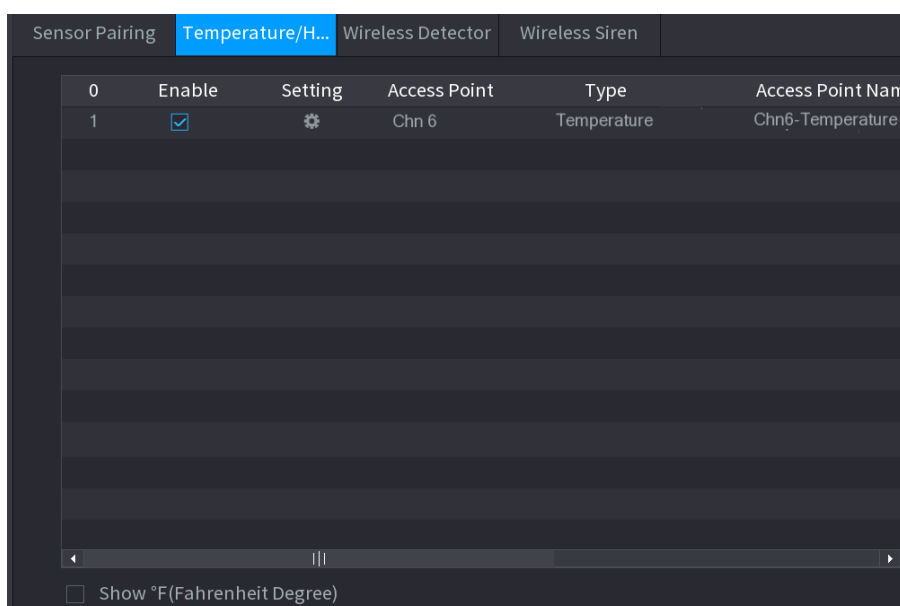 Sensor Pairing Temperature/H... Wireless Detector Wireless Siren
0 Enable Setting Access Point Type Access Point Nam
1 Chn 6 Temperature Chn6-Temperature
Show °F(Fahrenheit Degree)